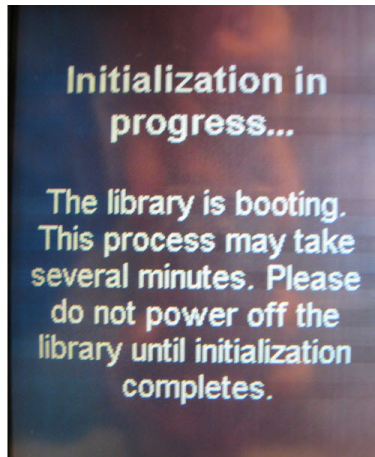 Initialization in
progress...
The library is booting.
This process may take
several minutes. Please
do not power off the
library until initialization
completes.